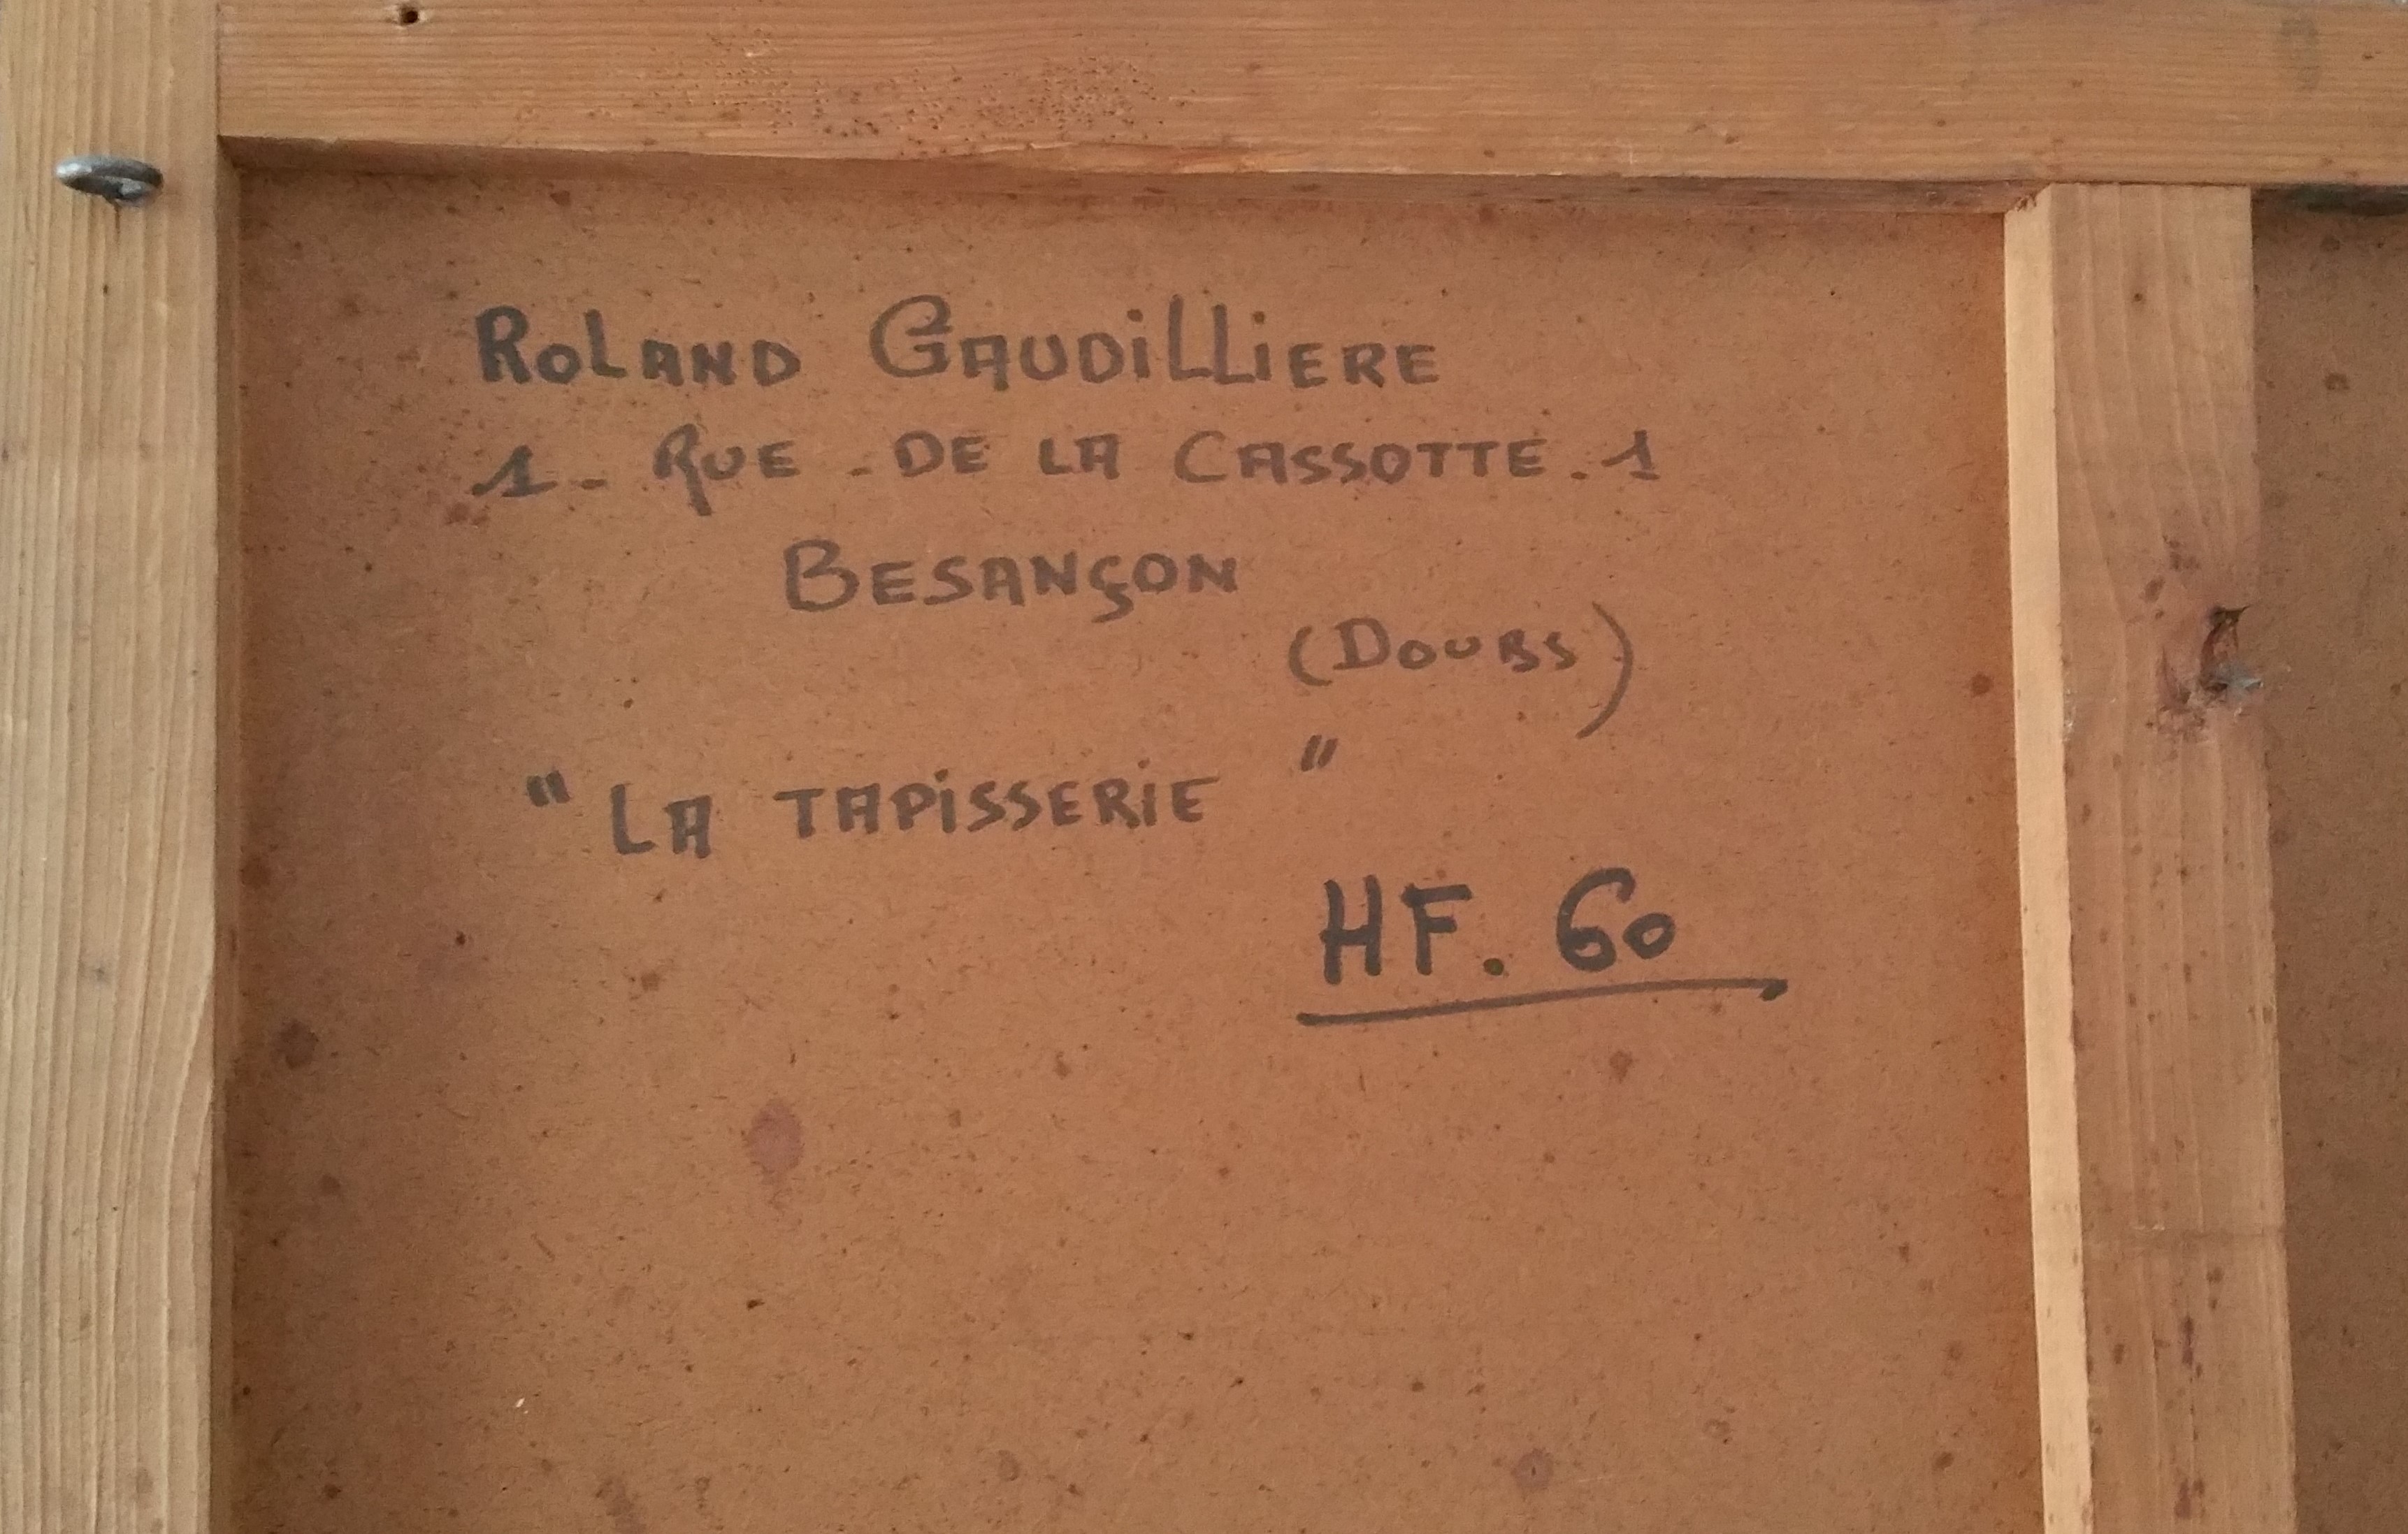 Roland Gaudilliere
1 - Rue - de la Cassotte . 1
Besançon
(Doubs)
" La Tapisserie "
HF. 60